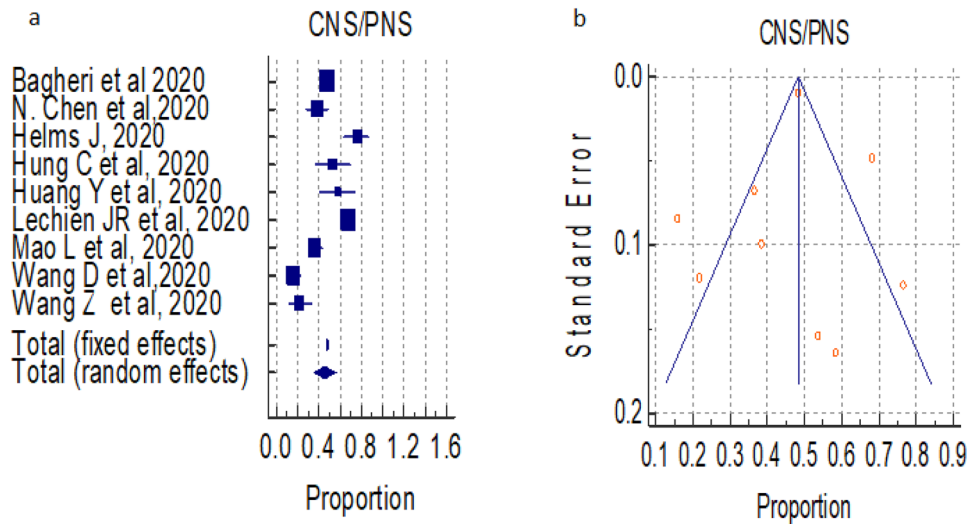 a
CNS/PNS
Bagheri et al 2020
N. Chen et al,2020
Helms J, 2020
Hung C et al, 2020
Huang Y et al, 2020
Lechien JR et al, 2020
Mao L et al, 2020
Wang D et al,2020
Wang Z et al,2020
Total (fixed effects)
Total (random effects)
0.0 0.4 0.8 1.2 1.6
Proportion
b
CNS/PNS
Standard Error
0.0
0.1
0.2
0.1 0.2 0.3 0.4 0.5 0.6 0.7 0.8 0.9
Proportion